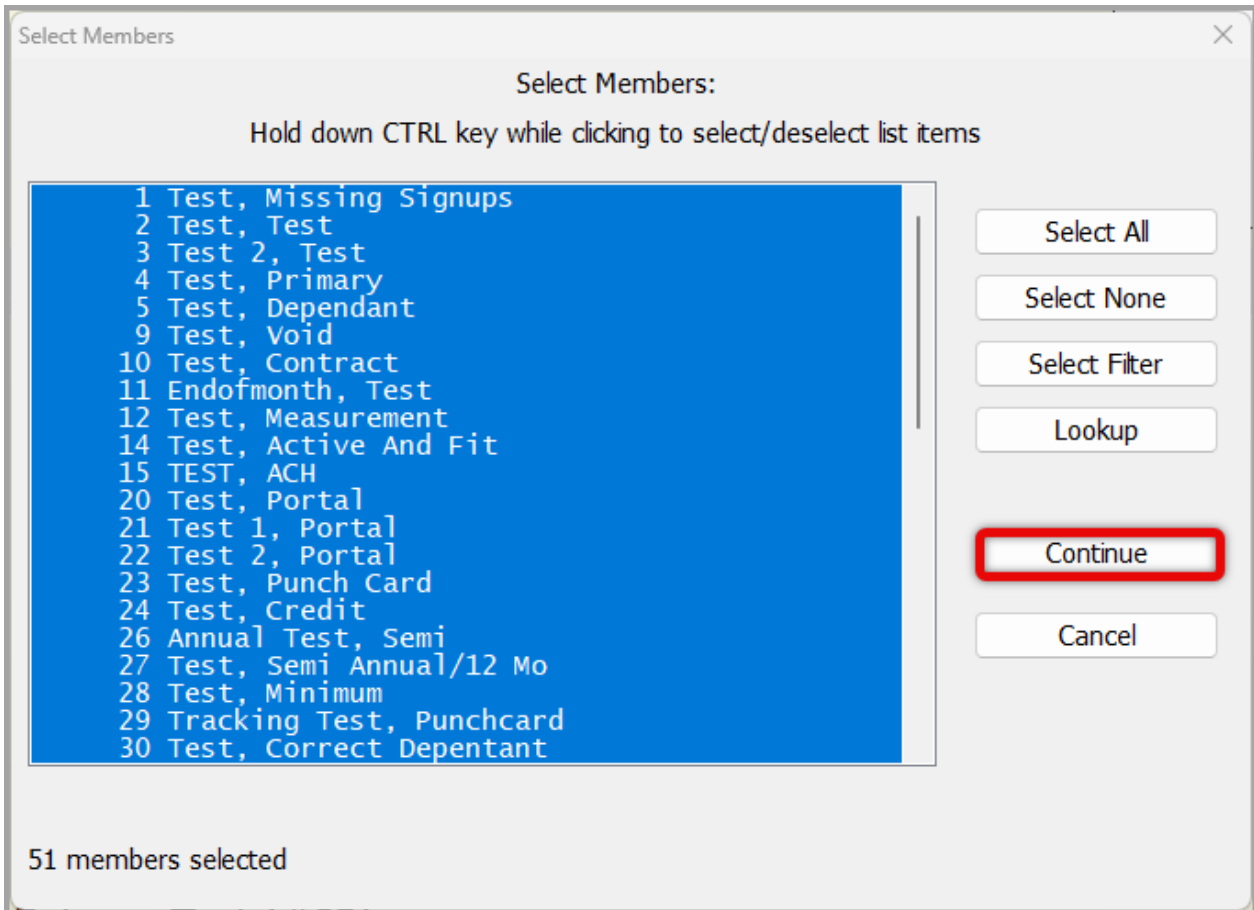 Select Members
Select Members:
Hold down CTRL key while clicking to select/deselect list items
1 Test, Missing Signups
2 Test, Test
3 Test 2, Test
4 Test, Primary
5 Test, Dependant
9 Test, Void
10 Test, Contract
11 Endofmonth, Test
12 Test, Measurement
14 Test, Active And Fit
15 TEST, ACH
20 Test, Portal
21 Test 1, Portal
22 Test 2, Portal
23 Test, Punch Card
24 Test, Credit
26 Annual Test, Semi
27 Test, Semi Annual/12 Mo
28 Test, Minimum
29 Tracking Test, Punchcard
30 Test, Correct Depentant
Select All
Select None
Select Filter
Lookup
Continue
Cancel
51 members selected